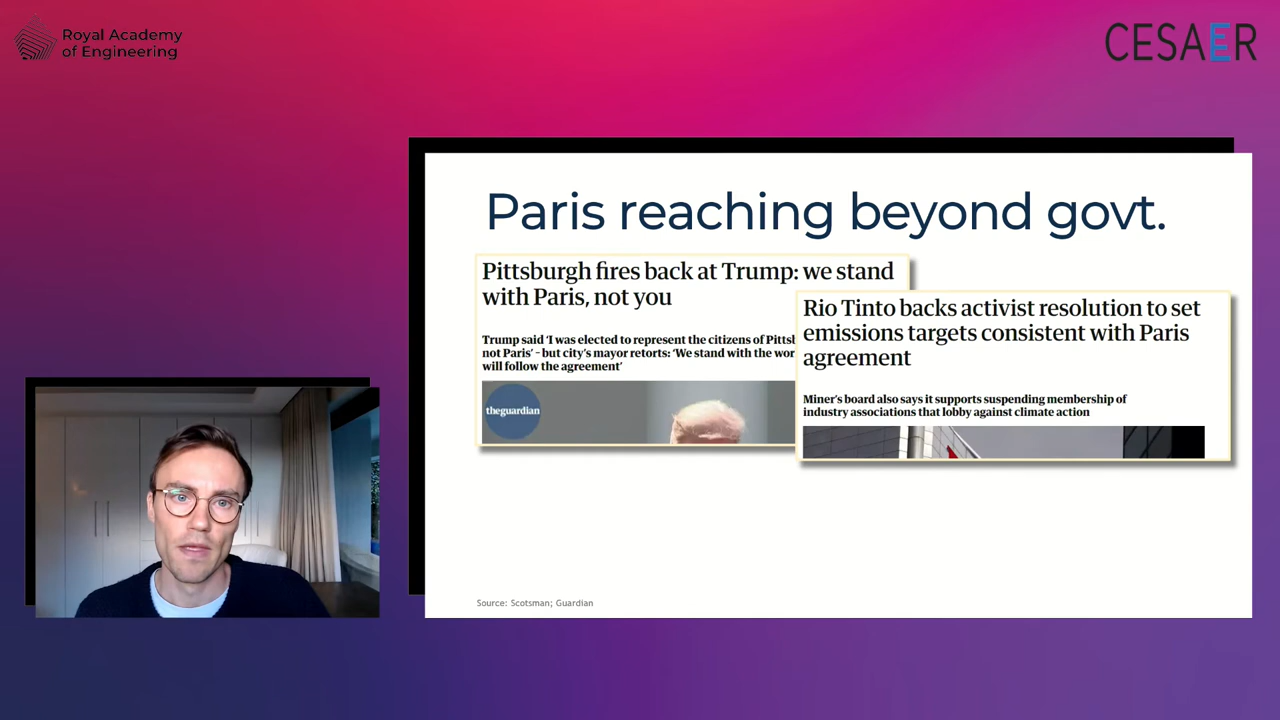 Royal Academy
of Engineering
CESAER
Paris reaching beyond govt.
Pittsburgh fires back at Trump: we stand
with Paris, not you
Trump said ‘I was elected to represent the citizens of Pittsb
not Paris’ – but city’s mayor retorts: ‘We stand with the wor
will follow the agreement’
theguardian
Rio Tinto backs activist resolution to set
emissions targets consistent with Paris
agreement
Miner’s board also says it supports suspending membership of
industry associations that lobby against climate action
Source: Scotsman; Guardian